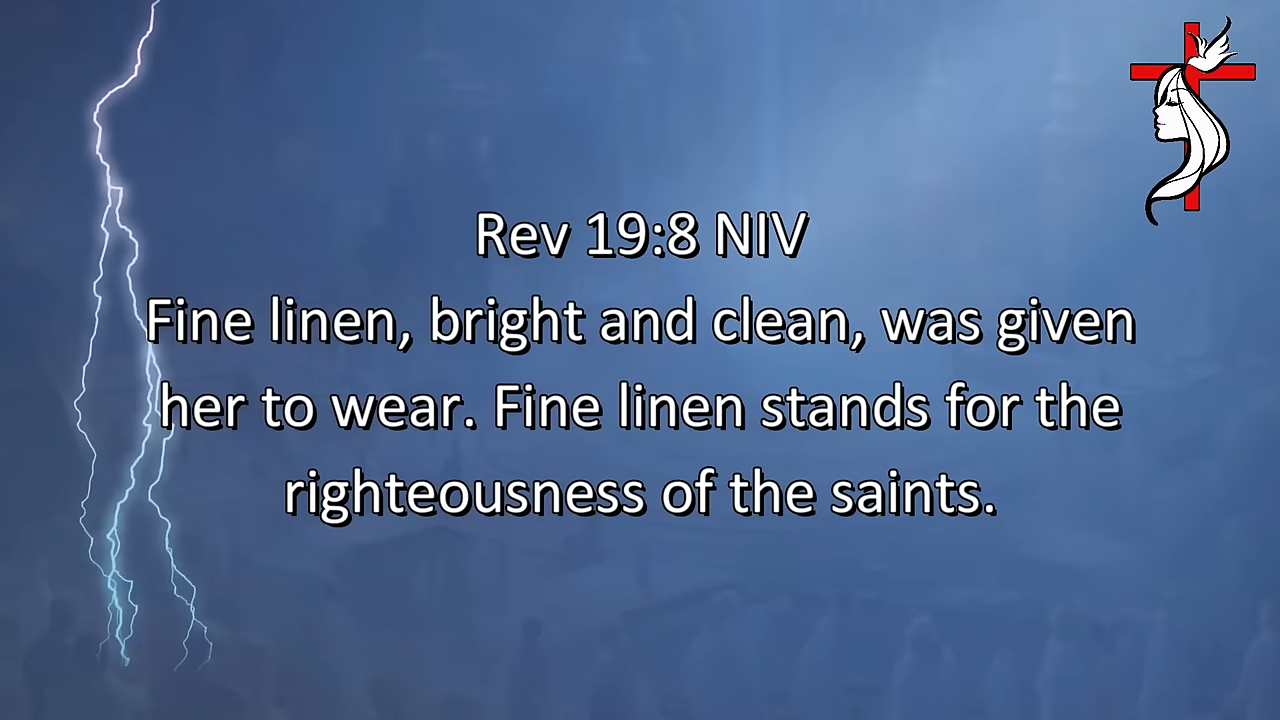 Rev 19:8 NIV
Fine linen, bright and clean, was given
her to wear. Fine linen stands for the
righteousness of the saints.